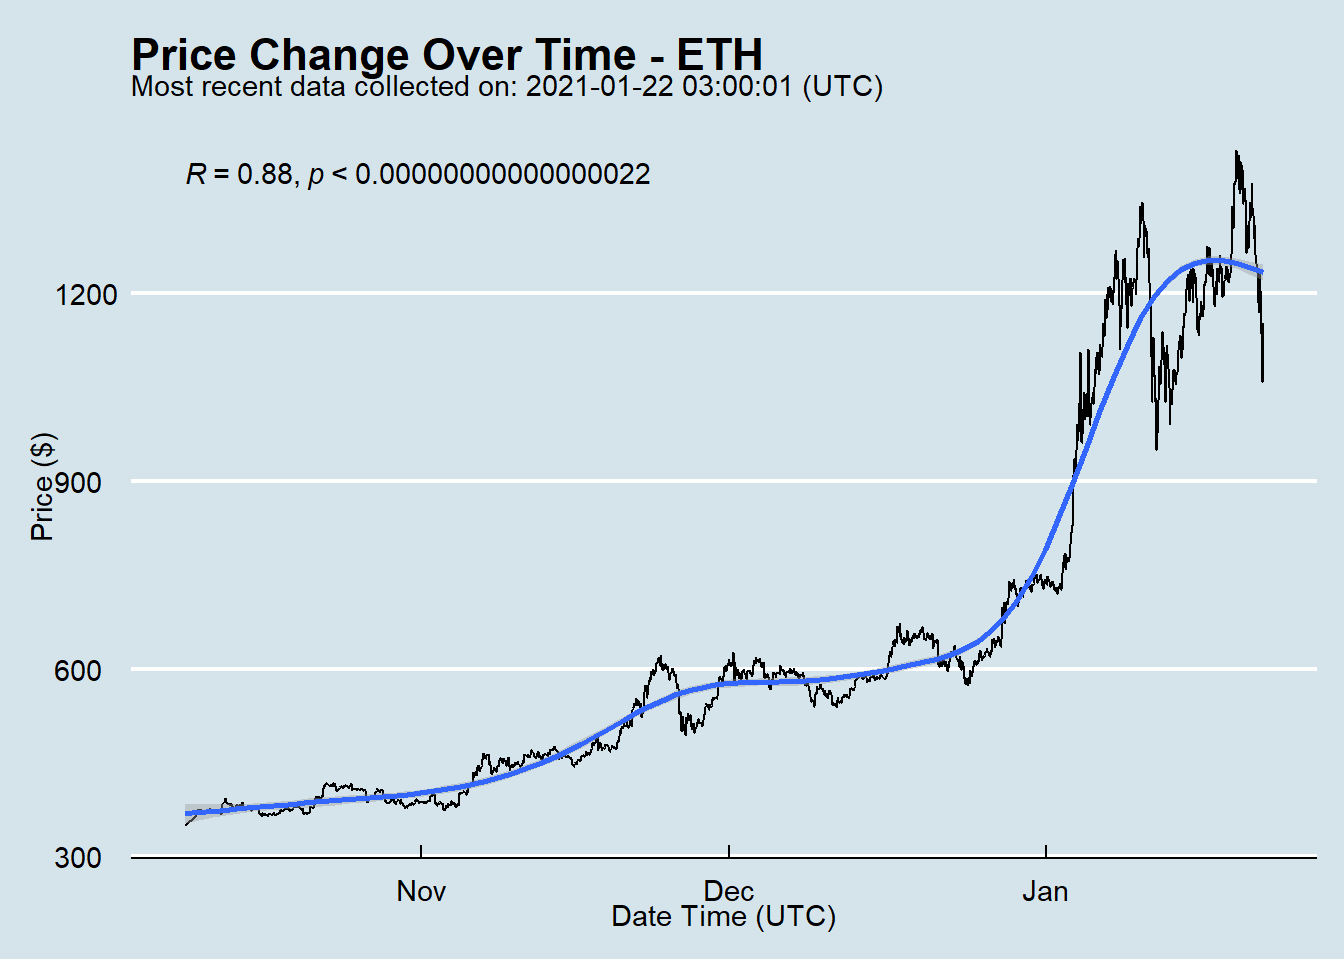 Price Change Over Time - ETH
Most recent data collected on: 2021-01-22 03:00:01 (UTC)
R = 0.88, p < 0.00000000000000022
1200
900
600
300
Price ($)
Nov
Dec
Jan
Date Time (UTC)